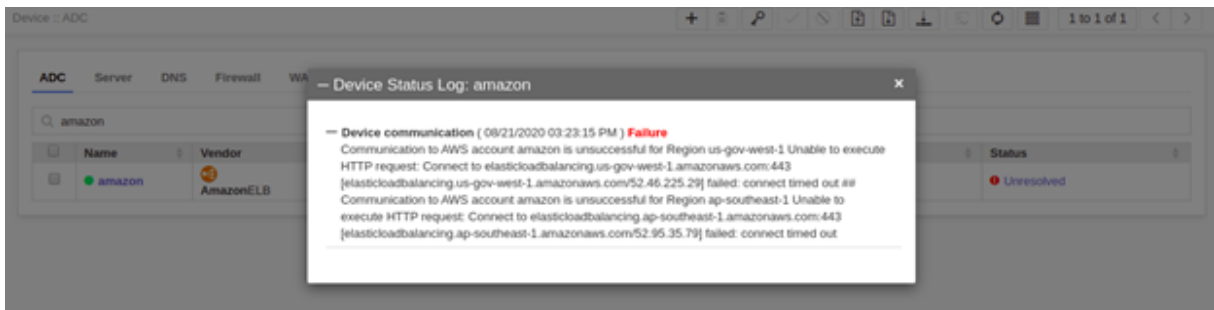 Device :: ADC
1 to 1 of 1
ADC Server DNS Firewall WA
amazon
Name Vendor Status
amazon AmazonELB Unresolved
Device Status Log: amazon
Device communication ( 08/21/2020 03:23:15 PM ) Failure
Communication to AWS account amazon is unsuccessful for Region us-gov-west-1 Unable to execute
HTTP request: Connect to elasticloadbalancing.us-gov-west-1.amazonaws.com:443
[elasticloadbalancing.us-gov-west-1.amazonaws.com/52.46.225.29] failed: connect timed out ##
Communication to AWS account amazon is unsuccessful for Region ap-southeast-1 Unable to
execute HTTP request: Connect to elasticloadbalancing.ap-southeast-1.amazonaws.com:443
[elasticloadbalancing.ap-southeast-1.amazonaws.com/52.95.35.79] failed: connect timed out